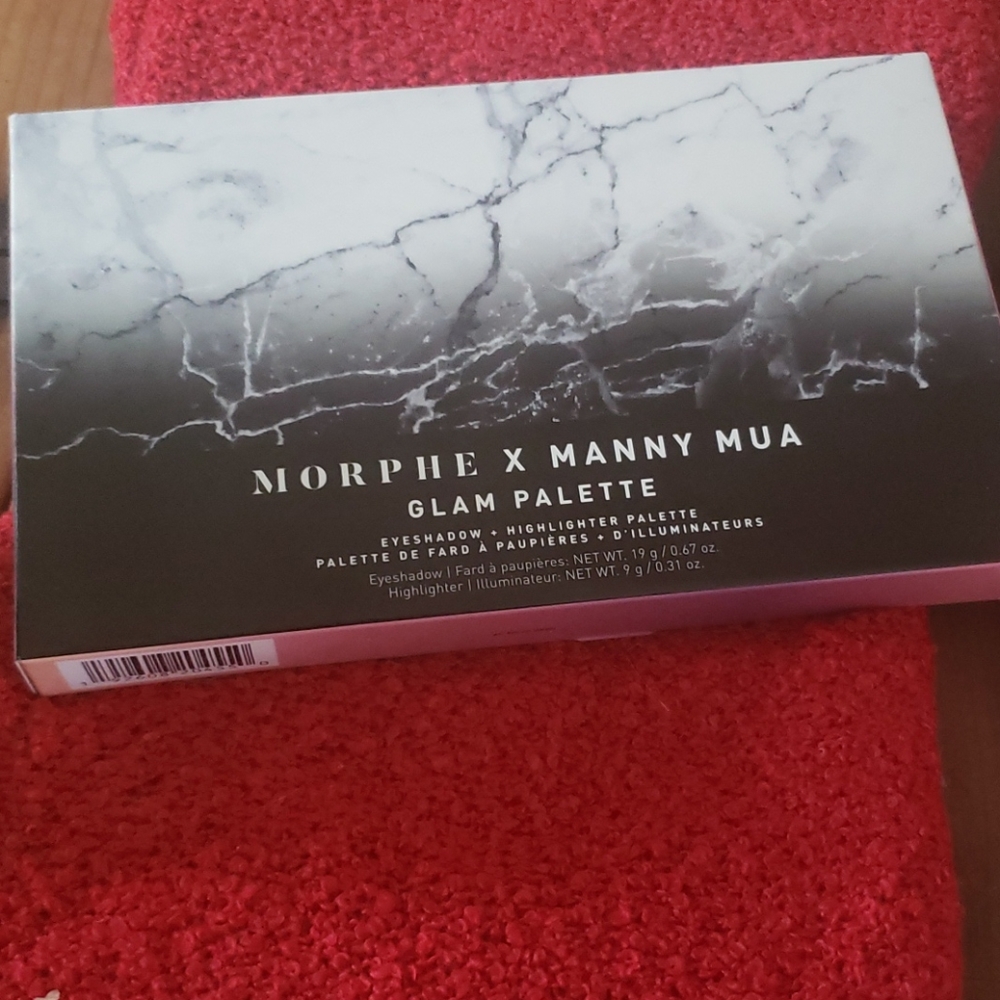 MORPHE X MANNY MUA
GLAM PALETTE
EYESHADOW + HIGHLIGHTER PALETTE
PALETTE DE FARD À PAUPIÈRES + D'ILLUMINATEURS
Eyeshadow | Fard à paupières: NET WT. 19 g / 0.67 oz.
Highlighter | Illuminateur: NET WT. 9 g / 0.31 oz.